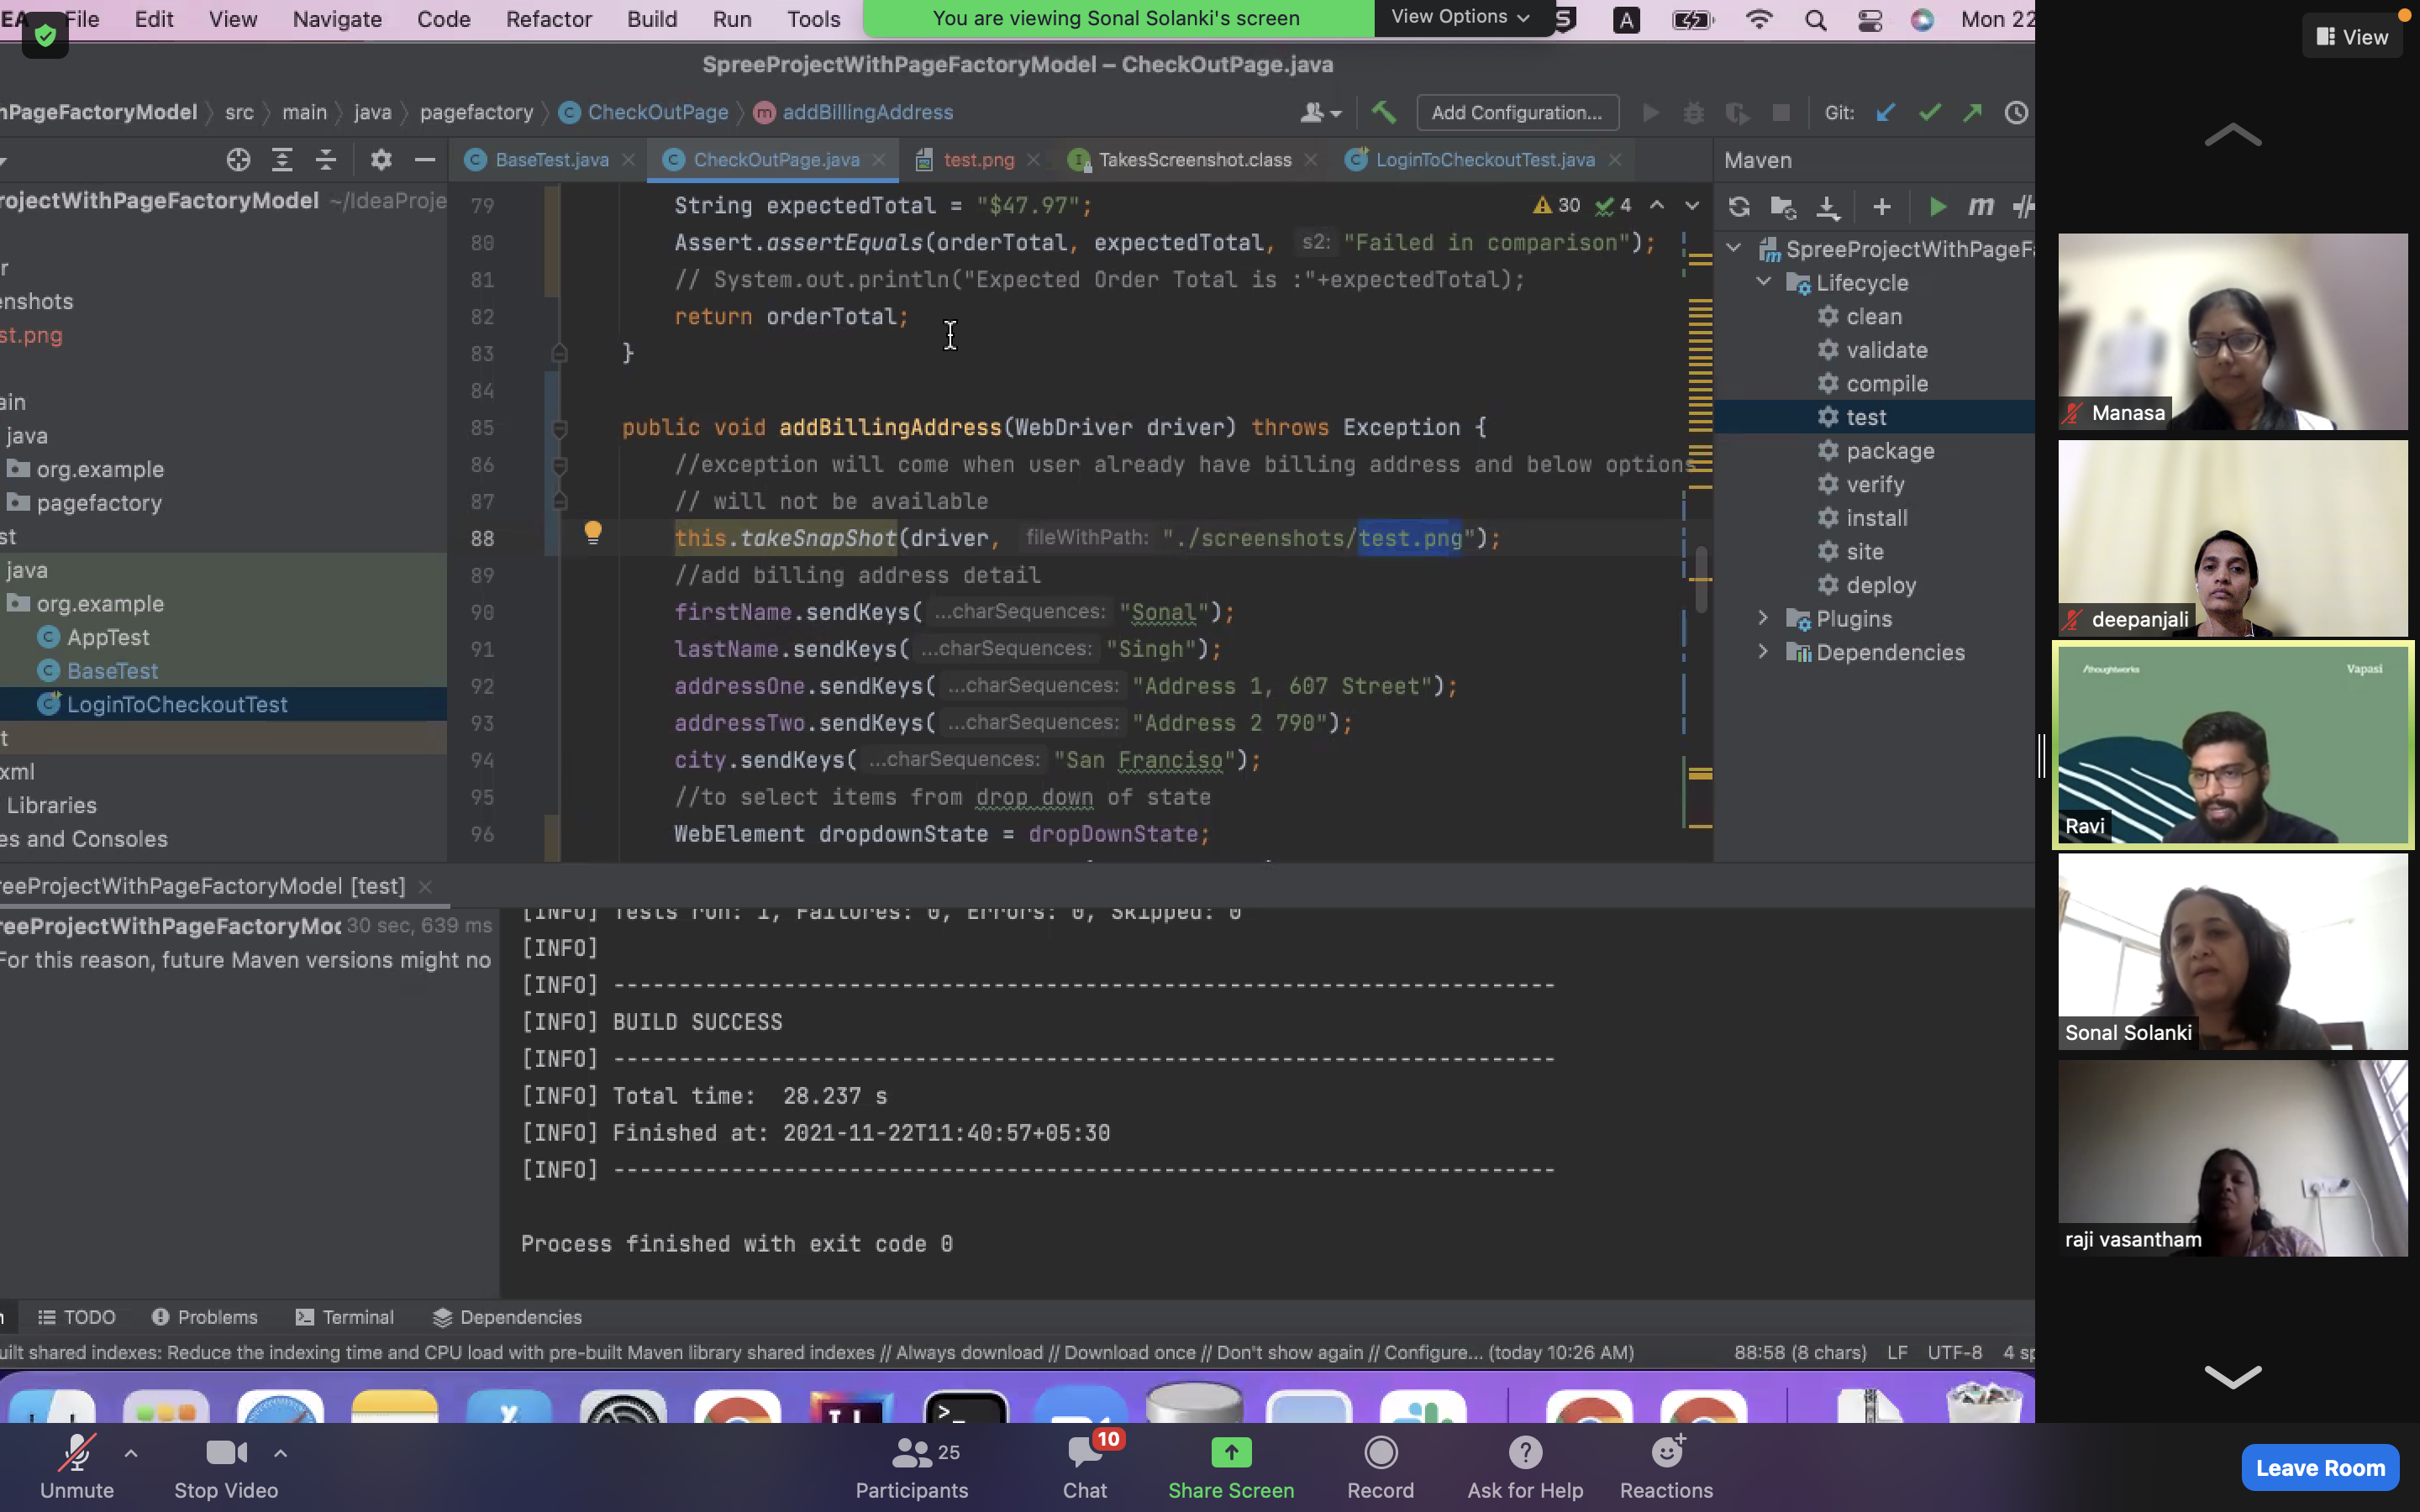 EA File Edit View Navigate Code Refactor Build Run Tools You are viewing Sonal Solanki's screen View Options S A Mon 22
View
SpreeProjectWithPageFactoryModel – CheckOutPage.java
hPageFactoryModel src main java pagefactory C CheckOutPage m addBillingAddress Add Configuration... Git:
BaseTest.java CheckOutPage.java test.png TakesScreenshot.class LoginToCheckoutTest.java Maven
rojectWithPageFactoryModel ~/IdeaProje
r
enshots
st.png
ain
java
org.example
pagefactory
st
java
org.example
AppTest
BaseTest
LoginToCheckoutTest
t
xml
Libraries
es and Consoles
30 4
79 String expectedTotal = "$47.97";
80 Assert.assertEquals(orderTotal, expectedTotal, s2: "Failed in comparison");
81 // System.out.println("Expected Order Total is :"+expectedTotal);
82 return orderTotal;
83 }
84
85 public void addBillingAddress(WebDriver driver) throws Exception {
86 //exception will come when user already have billing address and below options
87 // will not be available
88 this.takeSnapShot(driver, fileWithPath: "./screenshots/test.png");
89 //add billing address detail
90 firstName.sendKeys( ...charSequences: "Sonal");
91 lastName.sendKeys( ...charSequences: "Singh");
92 addressOne.sendKeys( ...charSequences: "Address 1, 607 Street");
93 addressTwo.sendKeys( ...charSequences: "Address 2 790");
94 city.sendKeys( ...charSequences: "San Franciso");
95 //to select items from drop down of state
96 WebElement dropdownState = dropDownState;
SpreeProjectWithPageF
Lifecycle
clean
validate
compile
test
package
verify
install
site
deploy
Plugins
Dependencies
reeProjectWithPageFactoryModel [test]
reeProjectWithPageFactoryMoc 30 sec, 639 ms
For this reason, future Maven versions might no
[INFO] Tests run: 1, Failures: 0, Errors: 0, Skipped: 0
[INFO]
[INFO] ------------------------------------------------------------------------
[INFO] BUILD SUCCESS
[INFO] ------------------------------------------------------------------------
[INFO] Total time:  28.237 s
[INFO] Finished at: 2021-11-22T11:40:57+05:30
[INFO] ------------------------------------------------------------------------
Process finished with exit code 0
TODO Problems Terminal Dependencies
uilt shared indexes: Reduce the indexing time and CPU load with pre-built Maven library shared indexes // Always download // Download once // Don't show again // Configure... (today 10:26 AM) 88:58 (8 chars) LF UTF-8 4 sp
Manasa
deepanjali
/thoughtworks Vapasi
Ravi
Sonal Solanki
raji vasantham
Unmute Stop Video Participants 25 Chat 10 Share Screen Record Ask for Help Reactions Leave Room